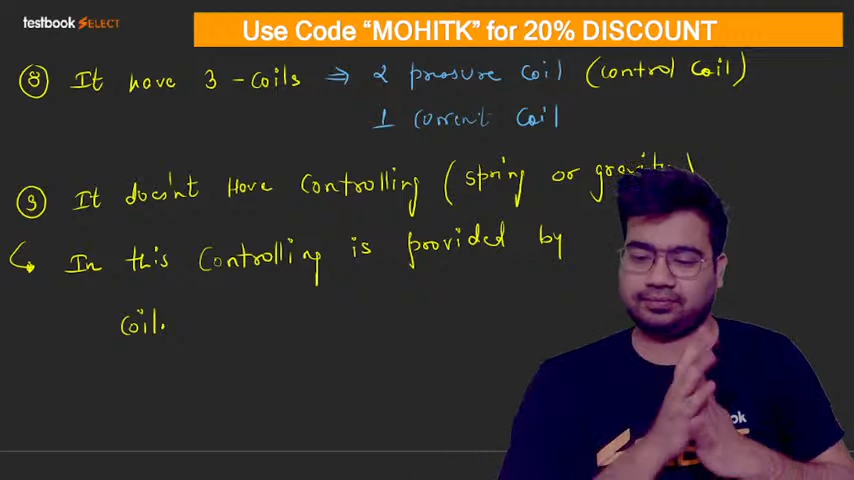 testbook SELECT
Use Code “MOHITK” for 20% DISCOUNT
⑧ It have 3 - coils ⇒ 2 pressure coil (control coil)
1 current coil
⑨ It doesn't Have controlling (spring or
↳ In this controlling is provided by
coil.